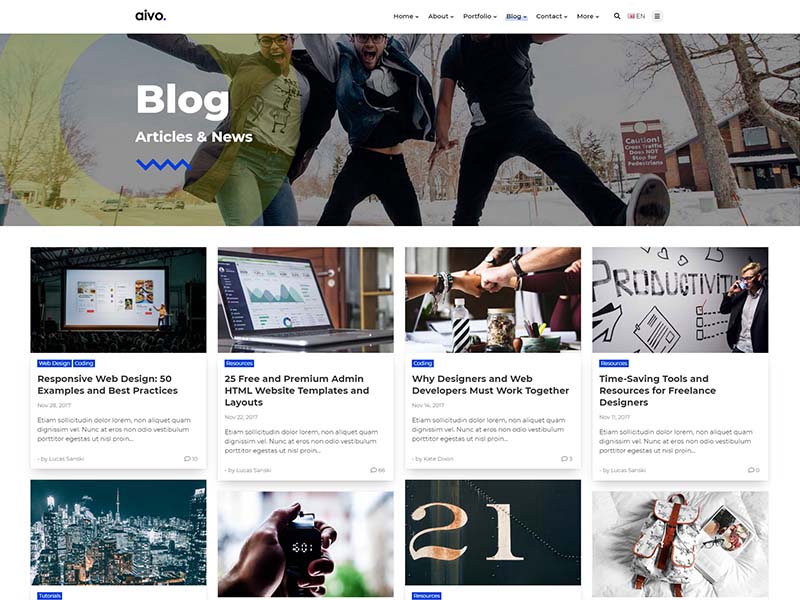 aivo.
Home About Portfolio Blog Contact More EN
Blog
Articles & News
Caution!
Cross Traffic
Does NOT
Stop for
Pedestrians
PRODUCTIVITY
Web Design Coding
Responsive Web Design: 50
Examples and Best Practices
Nov 28, 2017
Etiam sollicitudin dolor lorem, non aliquet quam
dignissim vel. Nunc at eros non odio vestibulum
porttitor egestas ut nisl proin...
- by Lucas Sanski 10
Resources
25 Free and Premium Admin
HTML Website Templates and
Layouts
Nov 22, 2017
Etiam sollicitudin dolor lorem, non aliquet quam
dignissim vel. Nunc at eros non odio vestibulum
porttitor egestas ut nisl proin...
- by Lucas Sanski 66
Coding
Why Designers and Web
Developers Must Work Together
Nov 14, 2017
Etiam sollicitudin dolor lorem, non aliquet quam
dignissim vel. Nunc at eros non odio vestibulum
porttitor egestas ut nisl proin...
- by Kate Dixon 3
Resources
Time-Saving Tools and
Resources for Freelance
Designers
Nov 11, 2017
Etiam sollicitudin dolor lorem, non aliquet quam
dignissim vel. Nunc at eros non odio vestibulum
porttitor egestas ut nisl proin...
- by Lucas Sanski 0
21
Tutorials
Resources